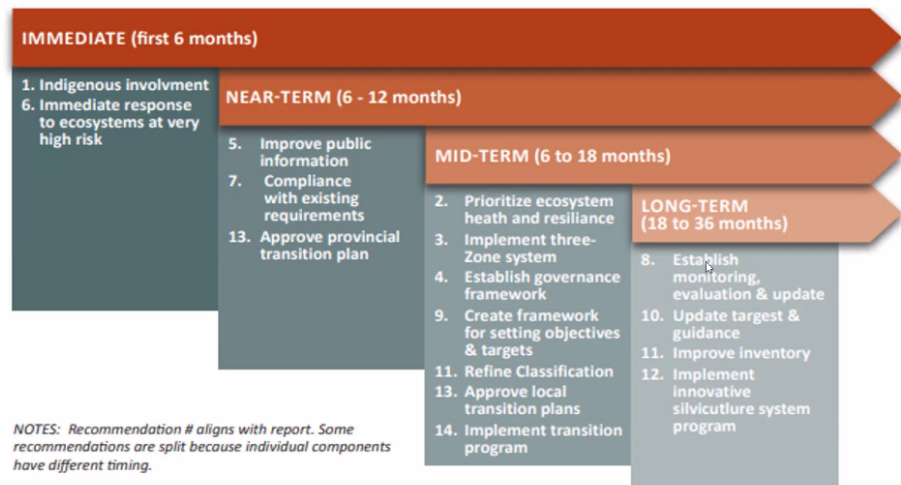 IMMEDIATE (first 6 months)
1. Indigenous involvment
6. Immediate response
to ecosystems at very
high risk
NEAR-TERM (6 - 12 months)
5. Improve public
information
7. Compliance
with existing
requirements
13. Approve provincial
transition plan
MID-TERM (6 to 18 months)
2. Prioritize ecosystem
heath and resiliance
3. Implement three-
Zone system
4. Establish governance
framework
9. Create framework
for setting objectives
& targets
11. Refine Classification
13. Approve local
transition plans
14. Implement transition
program
LONG-TERM
(18 to 36 months)
8. Establish
monitoring,
evaluation & update
10. Update targest &
guidance
11. Improve inventory
12. Implement
innovative
silvicutlure system
program
NOTES: Recommendation # aligns with report. Some
recommendations are split because individual components
have different timing.